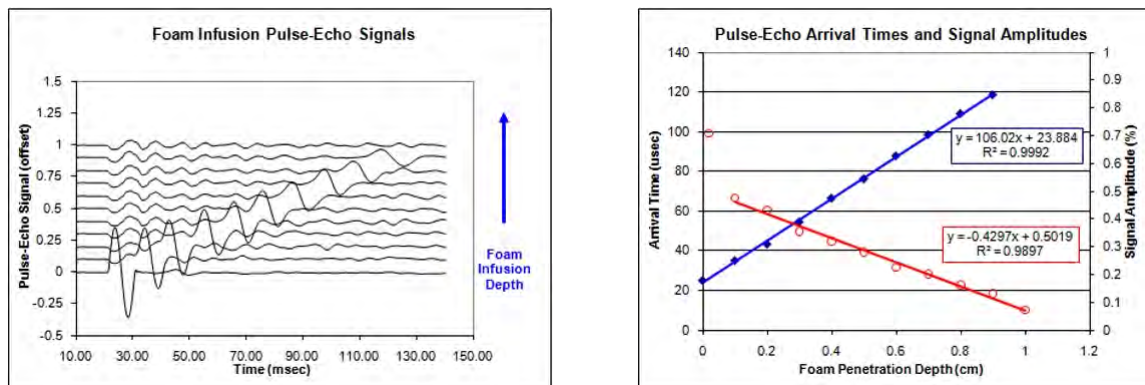 Foam Infusion Pulse-Echo Signals
Pulse-Echo Signal (offset)
1.5
1.25
1
0.75
0.5
0.25
0
-0.25
-0.5
10.00 30.00 50.00 70.00 90.00 110.00 130.00 150.00
Time (msec)
Foam
Infusion
Depth
Pulse-Echo Arrival Times and Signal Amplitudes
Arrival Time (usec)
140
120
100
80
60
40
20
0
y = 106.02x + 23.884
R² = 0.9992
y = -0.4297x + 0.5019
R² = 0.9897
1
0.9
0.8
0.7
0.6
0.5
0.4
0.3
0.2
0.1
0
Signal Amplitude (%)
0 0.2 0.4 0.6 0.8 1 1.2
Foam Penetration Depth (cm)